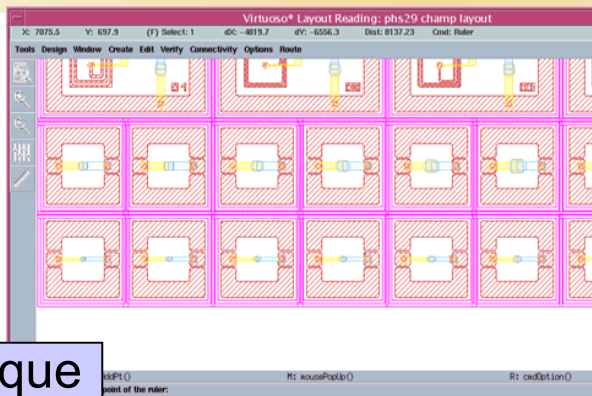 Virtuoso* Layout Reading: phs29 champ layout
X: 7075.5 Y: 697.9 (F) Select: 1 dX: -4819.7 dY: -6556.3 Dist: 8137.23 Cmd: Ruler
Tools Design Window Create Edit Verify Connectivity Options Route
que
ddPt() M: mousePopUp() R: cmdOption()
point of the ruler: